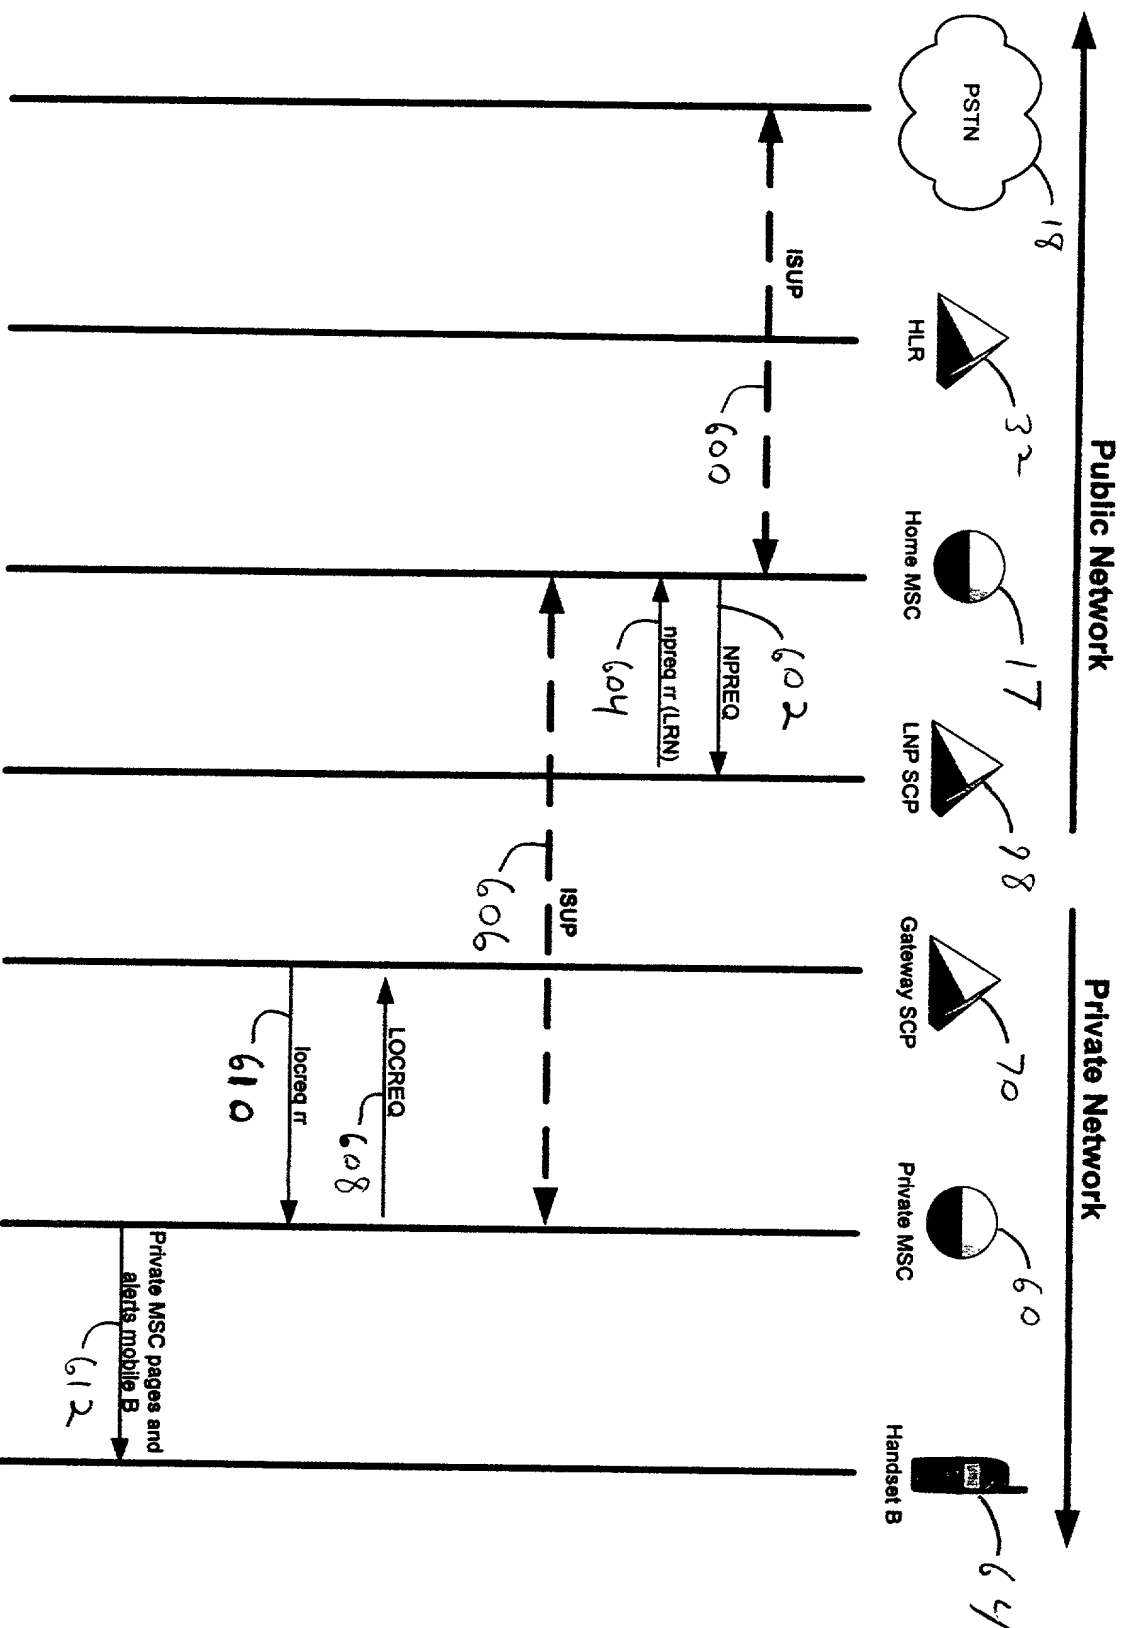 Public Network
Private Network
PSTN
18
HLR
32
Home MSC
17
LNP SCP
98
Gateway SCP
70
Private MSC
60
Handset B
64
ISUP
600
602
NPREQ
npreq rr (LRN)
604
ISUP
606
LOCREQ
608
locreq rr
610
Private MSC pages and
alerts mobile B
612